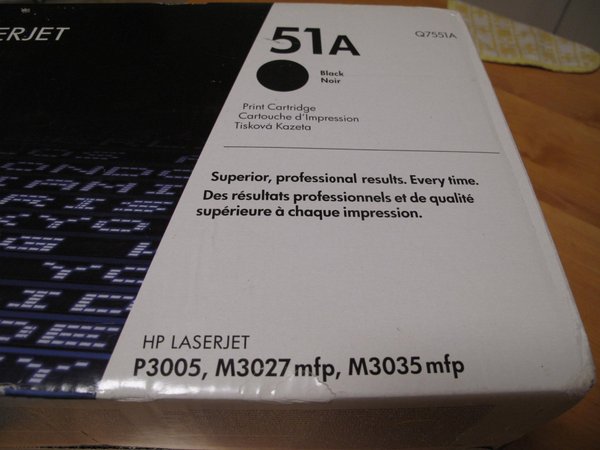 ERJET
51A
Q7551A
Black
Noir
Print Cartridge
Cartouche d'Impression
Tisková Kazeta
Superior, professional results. Every time.
Des résultats professionnels et de qualité
supérieure à chaque impression.
HP LASERJET
P3005, M3027 mfp, M3035 mfp